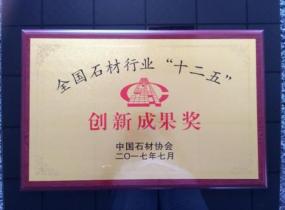 全国石材行业“十二五”
创新成果奖
中国石材协会
二〇一七年七月